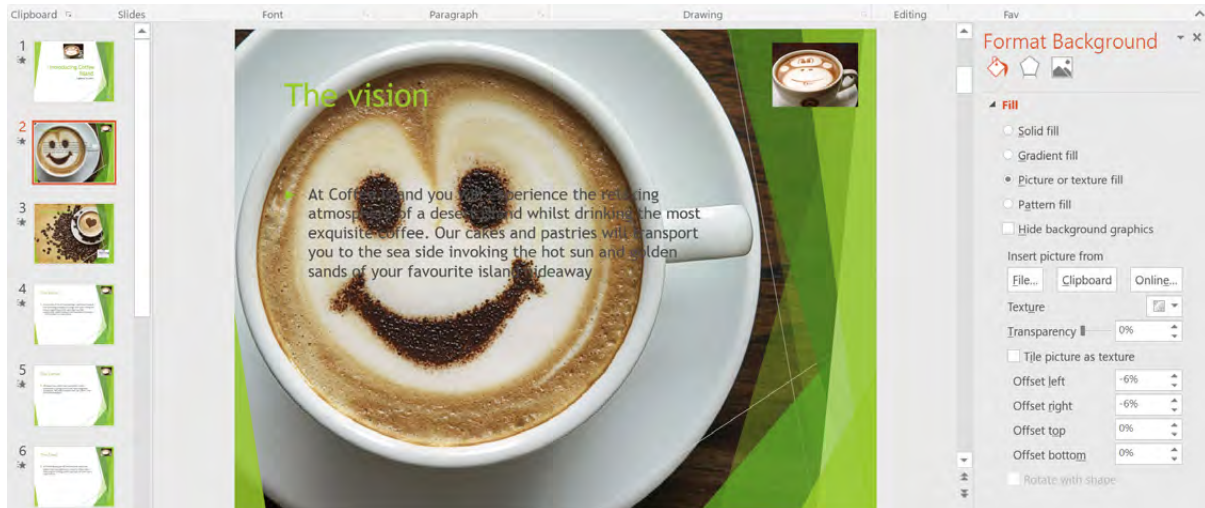 Clipboard Slides Font Paragraph Drawing Editing Fav
1
Introducing Coffee
2
3
4
5
6
The vision
At Coffee Island you will experience the relaxing
atmosphere of a desert island whilst drinking the most
exquisite coffee. Our cakes and pastries will transport
you to the sea side invoking the hot sun and golden
sands of your favourite island hideaway
Format Background
Fill
Solid fill
Gradient fill
Picture or texture fill
Pattern fill
Hide background graphics
Insert picture from
File... Clipboard Online...
Texture
Transparency 0%
Tile picture as texture
Offset left -6%
Offset right -6%
Offset top 0%
Offset bottom 0%
Rotate with shape